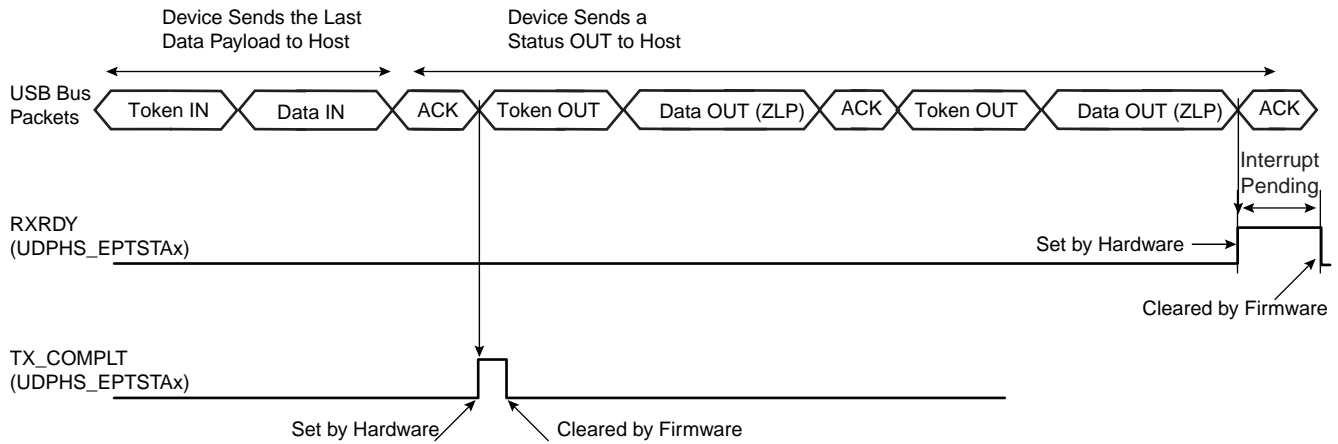 Device Sends the Last
Data Payload to Host
Device Sends a
Status OUT to Host
USB Bus
Packets
Token IN
Data IN
ACK
Token OUT
Data OUT (ZLP)
ACK
Token OUT
Data OUT (ZLP)
ACK
Interrupt
Pending
RXRDY
(UDPHS_EPTSTAx)
Set by Hardware
Cleared by Firmware
TX_COMPLT
(UDPHS_EPTSTAx)
Set by Hardware
Cleared by Firmware